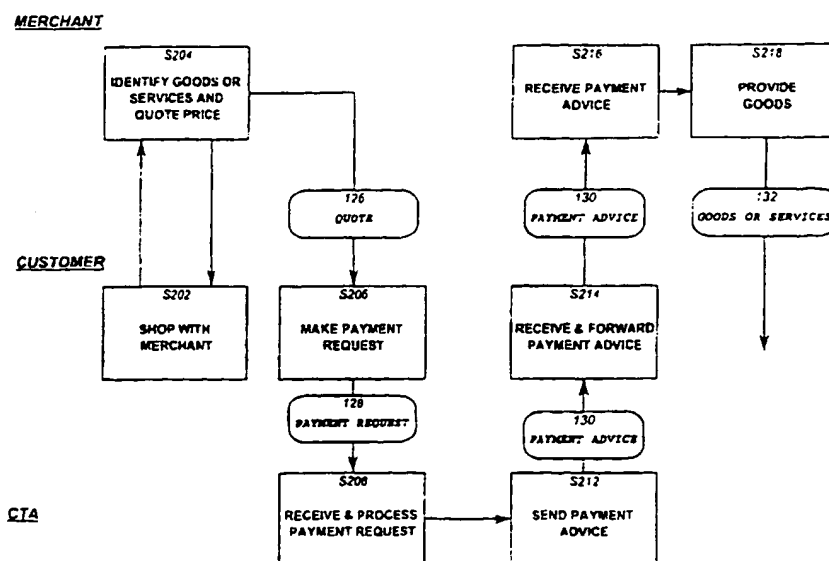 MERCHANT
S204
IDENTIFY GOODS OR
SERVICES AND
QUOTE PRICE
S216
RECEIVE PAYMENT
ADVICE
S218
PROVIDE
GOODS
126
QUOTE
130
PAYMENT ADVICE
132
GOODS OR SERVICES
CUSTOMER
S202
SHOP WITH
MERCHANT
S206
MAKE PAYMENT
REQUEST
S214
RECEIVE & FORWARD
PAYMENT ADVICE
128
PAYMENT REQUEST
130
PAYMENT ADVICE
CTA
S208
RECEIVE & PROCESS
PAYMENT REQUEST
S212
SEND PAYMENT
ADVICE